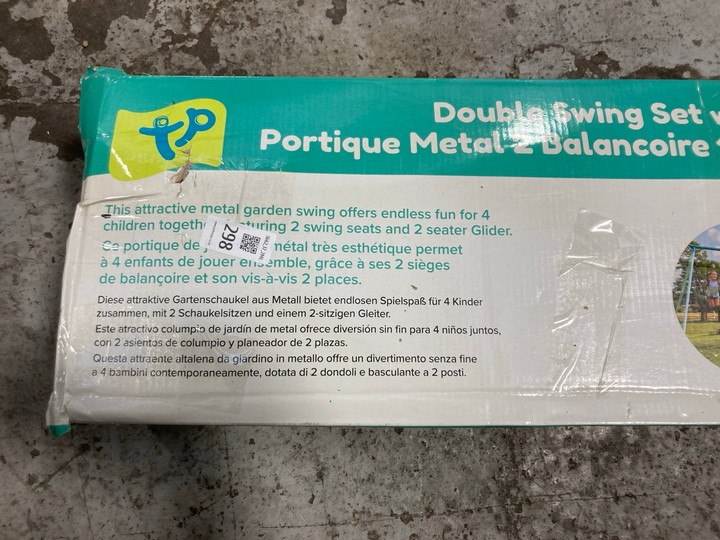 TP
Double Swing Set
Portique Metal 2 Balancoire
This attractive metal garden swing offers endless fun for 4
children 2 swing seats and 2 seater Glider.
Ce portique de métal très esthétique permet
à 4 enfants de jouer ensemble, grâce à ses 2 sièges
de balançoire et son vis-à-vis 2 places.
298
Diese attraktive Gartenschaukel aus Metall bietet endlosen Spielspaß für 4 Kinder
zusammen, mit 2 Schaukelsitzen und einem 2-sitzigen Gleiter.
Este atractivo columpio de jardín de metal ofrece diversión sin fin para 4 niños juntos,
con 2 asientos de columpio y planeador de 2 plazas.
Questa attraente altalena da giardino in metallo offre un divertimento senza fine
a 4 bambini contemporaneamente, dotata di 2 dondoli e basculante a 2 posti.